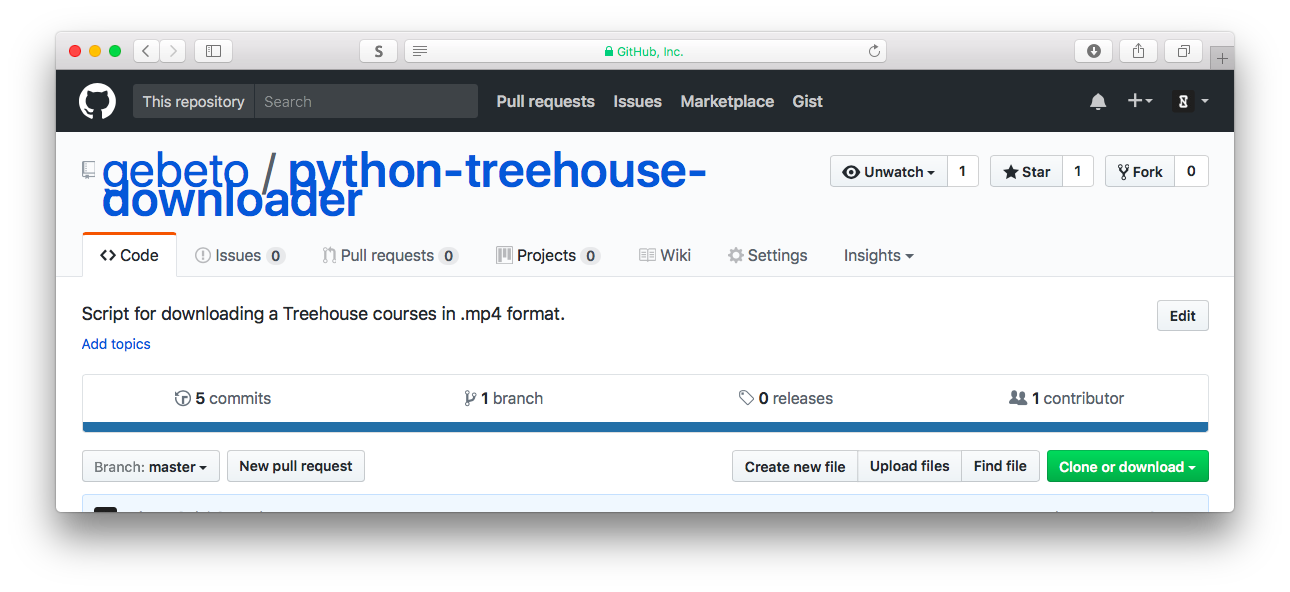 S
GitHub, Inc.
This repository Search Pull requests Issues Marketplace Gist
gebeto / python-treehouse-
downloader
Unwatch 1 Star 1 Fork 0
Code Issues 0 Pull requests 0 Projects 0 Wiki Settings Insights
Script for downloading a Treehouse courses in .mp4 format.
Edit
Add topics
5 commits 1 branch 0 releases 1 contributor
Branch: master New pull request Create new file Upload files Find file Clone or download